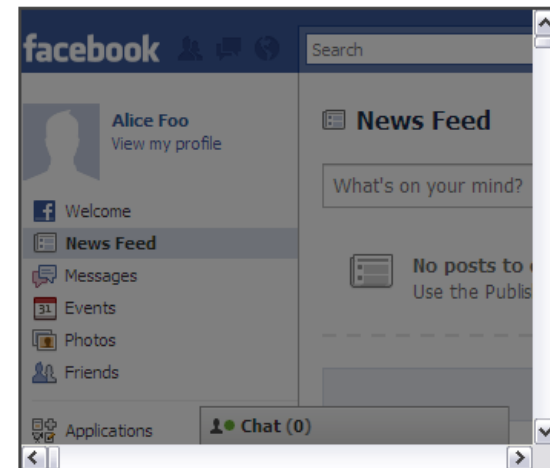 facebook
Search
Alice Foo
View my profile
Welcome
News Feed
Messages
31 Events
Photos
Friends
Applications
News Feed
What's on your mind?
No posts to
Use the Publis
Chat (0)